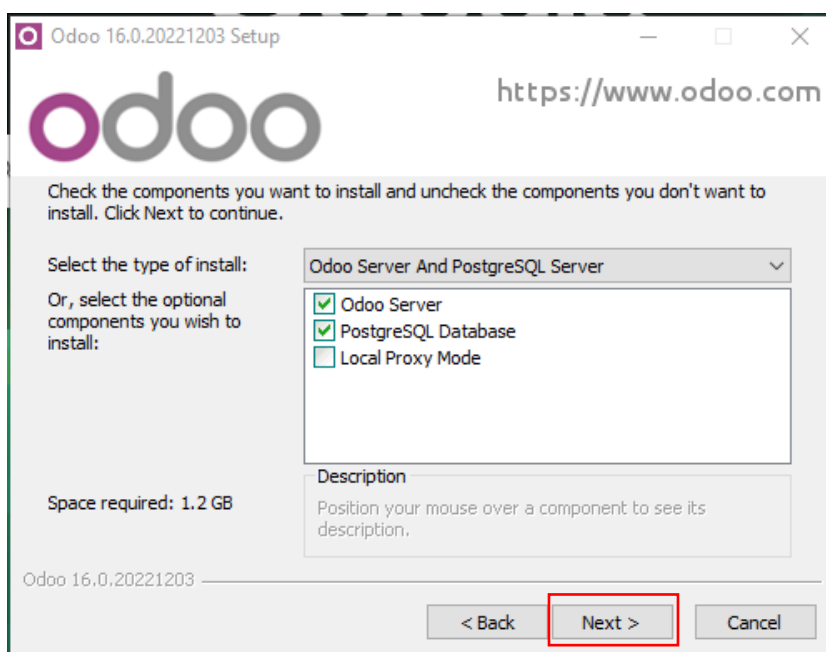 Odoo 16.0.20221203 Setup
odoo
https://www.odoo.com
Check the components you want to install and uncheck the components you don't want to
install. Click Next to continue.
Select the type of install:
Odoo Server And PostgreSQL Server
Or, select the optional
components you wish to
install:
Odoo Server
PostgreSQL Database
Local Proxy Mode
Space required: 1.2 GB
Description
Position your mouse over a component to see its
description.
Odoo 16.0.20221203
< Back
Next >
Cancel